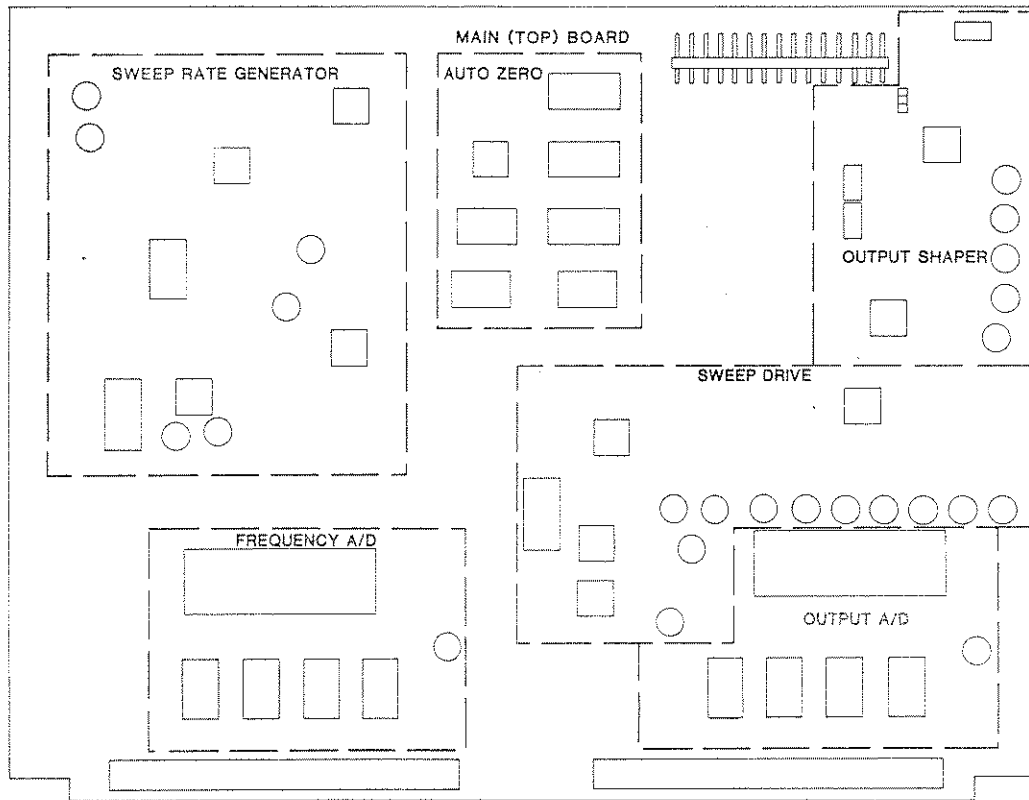 MAIN (TOP) BOARD
SWEEP RATE GENERATOR
AUTO ZERO
OUTPUT SHAPER
SWEEP DRIVE
FREQUENCY A/D
OUTPUT A/D